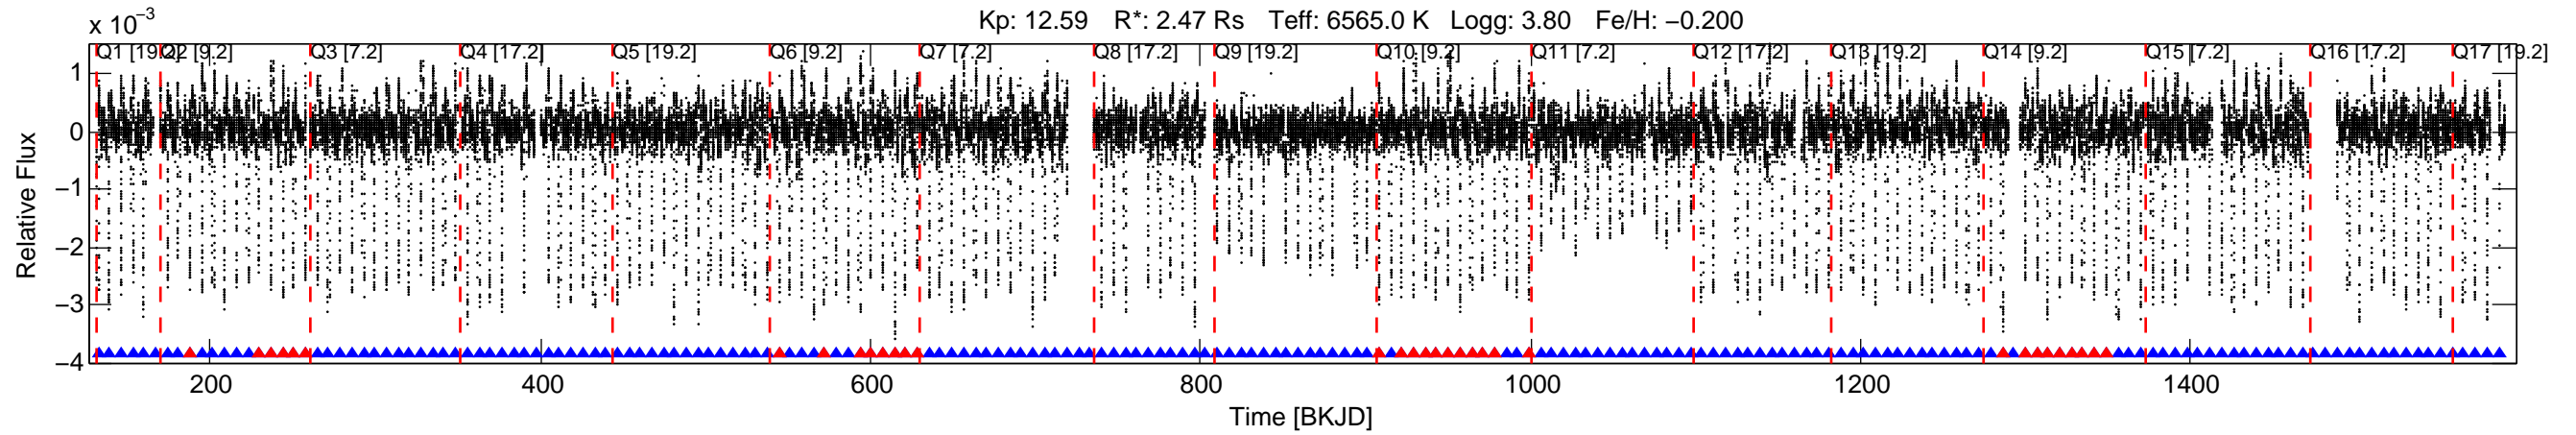 Kp: 12.59 R*: 2.47 Rs Teff: 6565.0 K Logg: 3.80 Fe/H: −0.200
x 10−3
Q1 [19.2] Q2 [9.2] Q3 [7.2] Q4 [17.2] Q5 [19.2] Q6 [9.2] Q7 [7.2] Q8 [17.2] Q9 [19.2] Q10 [9.2] Q11 [7.2] Q12 [17.2] Q13 [19.2] Q14 [9.2] Q15 [7.2] Q16 [17.2] Q17 [19.2]
1
0
−1
−2
−3
−4
Relative Flux
200 400 600 800 1000 1200 1400
Time [BKJD]